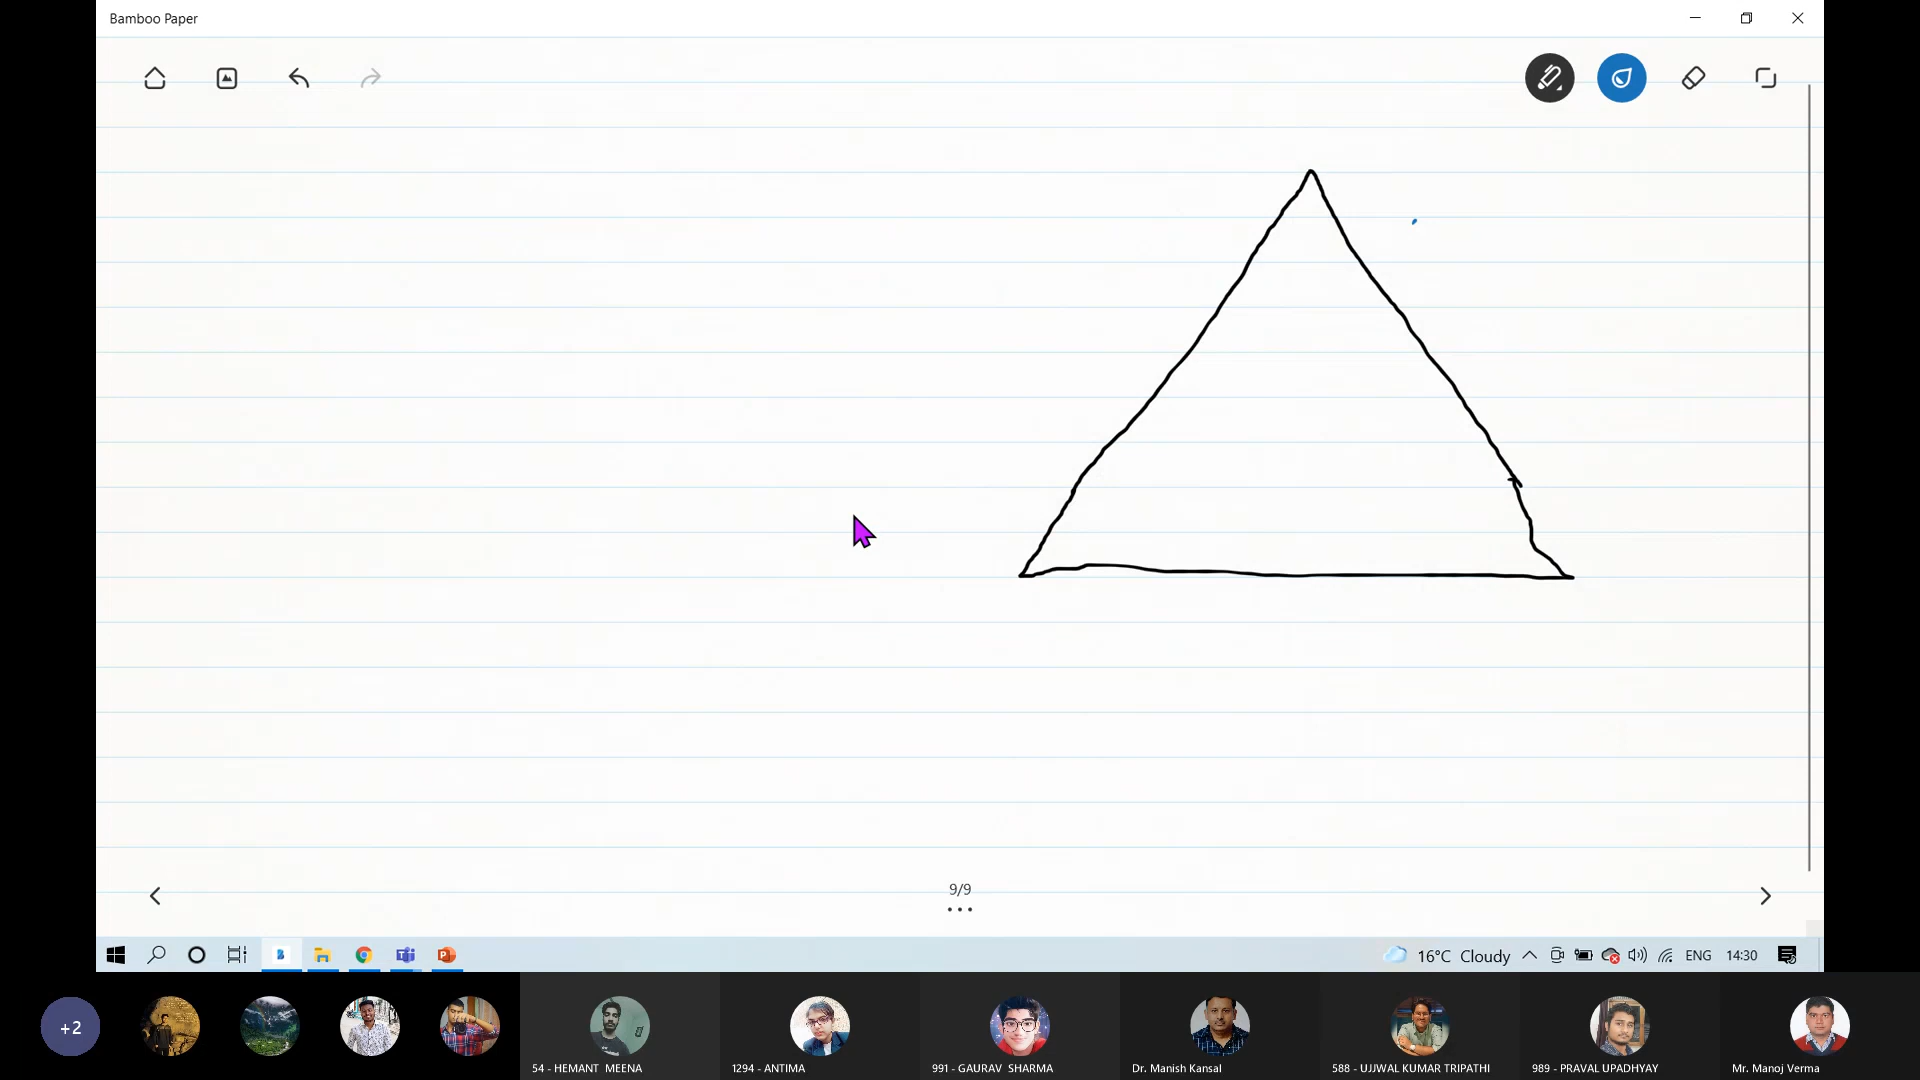 Bamboo Paper
9/9
16°C Cloudy
ENG
14:30
+2
54 - HEMANT MEENA
1294 - ANTIMA
991 - GAURAV SHARMA
Dr. Manish Kansal
588 - UJJWAL KUMAR TRIPATHI
989 - PRAVAL UPADHYAY
Mr. Manoj Verma